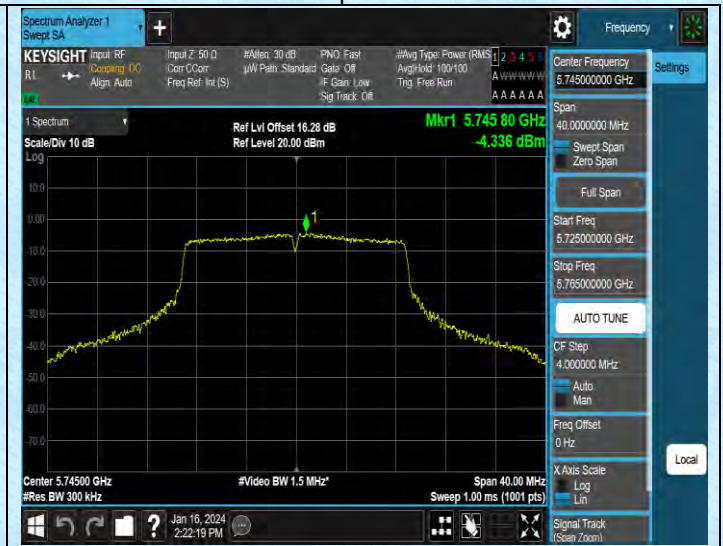 Spectrum Analyzer 1
Swept SA
+
Frequency
KEYSIGHT Input: RF Input Z: 50 Ω #Atten: 30 dB PNO: Fast #Avg Type: Power (RMS) 1 2 3 4 5 6
RL Coupling: DC Corr CCorr µW Path: Standard Gate: Off Avg|Hold: 100/100 A W W W W W
Align: Auto Freq Ref: Int (S) IF Gain: Low Trig: Free Run
Sig Track: Off A A A A A A
1 Spectrum
Scale/Div 10 dB
Log
Ref Lvl Offset 16.28 dB
Ref Level 20.00 dBm
Mkr1 5.745 80 GHz
-4.336 dBm
10.0
0.00
-10.0
-20.0
-30.0
-40.0
-50.0
-60.0
-70.0
1
Center 5.74500 GHz #Video BW 1.5 MHz* Span 40.00 MHz
#Res BW 300 kHz Sweep 1.00 ms (1001 pts)
Jan 16, 2024
2:22:19 PM
Center Frequency
5.745000000 GHz
Settings
Span
40.0000000 MHz
Swept Span
Zero Span
Full Span
Start Freq
5.725000000 GHz
Stop Freq
5.765000000 GHz
AUTO TUNE
CF Step
4.000000 MHz
Auto
Man
Freq Offset
0 Hz
X Axis Scale
Log
Lin
Local
Signal Track
(Span Zoom)